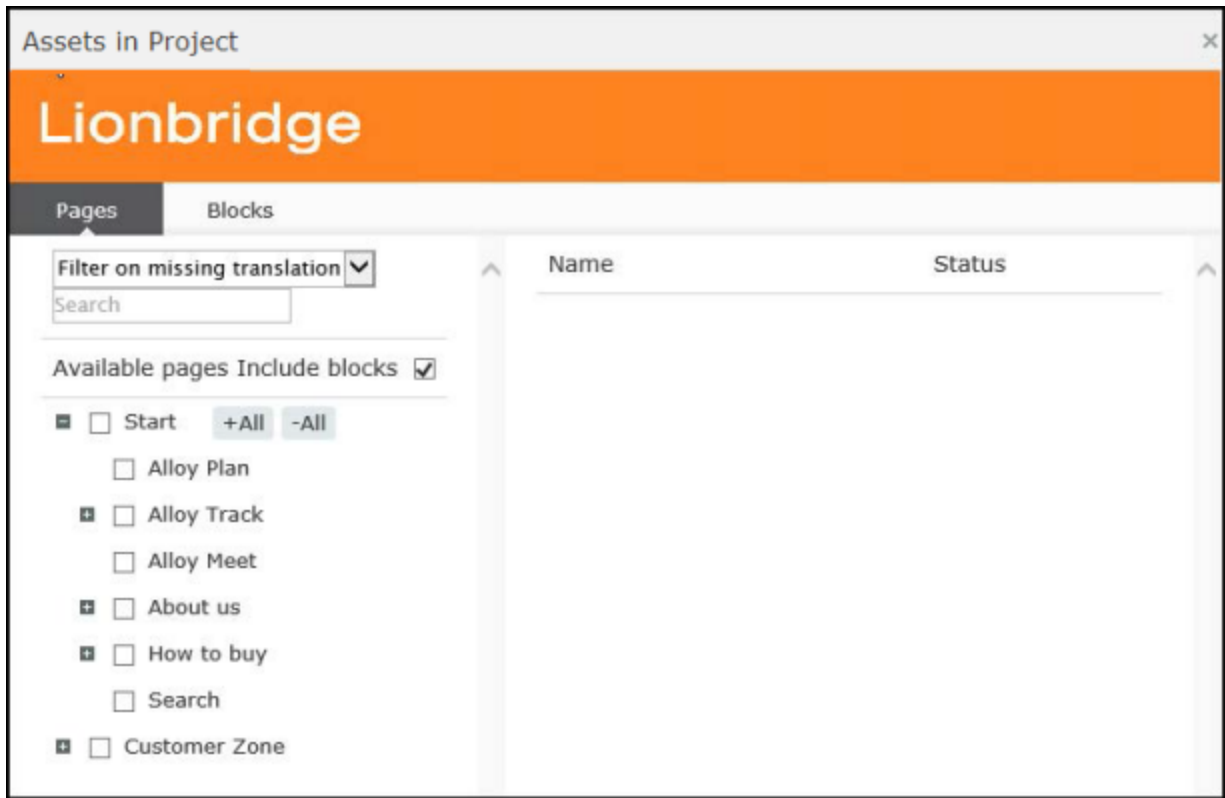 Assets in Project
Lionbridge
Pages Blocks
Filter on missing translation
Search
Name Status
Available pages Include blocks
Start +All -All
Alloy Plan
Alloy Track
Alloy Meet
About us
How to buy
Search
Customer Zone